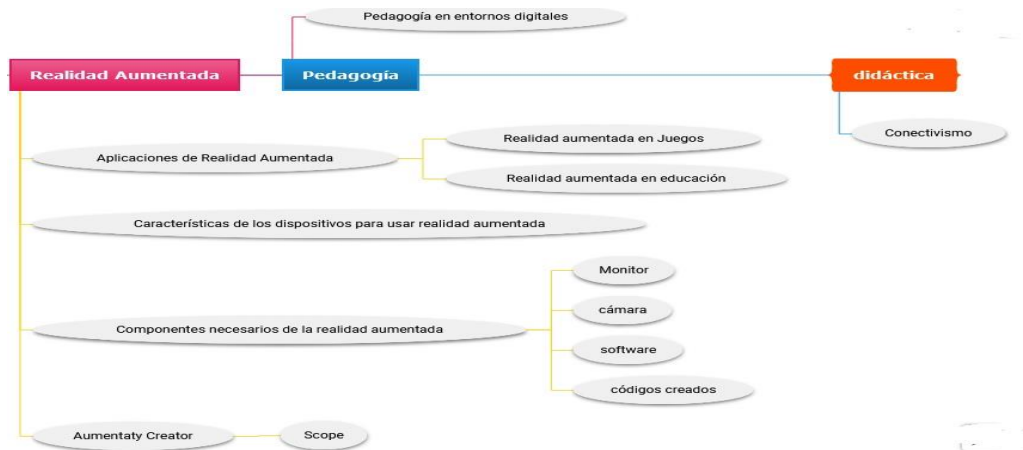 Pedagogía en entornos digitales
Realidad Aumentada
Pedagogía
didáctica
Conectivismo
Aplicaciones de Realidad Aumentada
Realidad aumentada en Juegos
Realidad aumentada en educación
Características de los dispositivos para usar realidad aumentada
Componentes necesarios de la realidad aumentada
Monitor
cámara
software
códigos creados
Aumentaty Creator
Scope